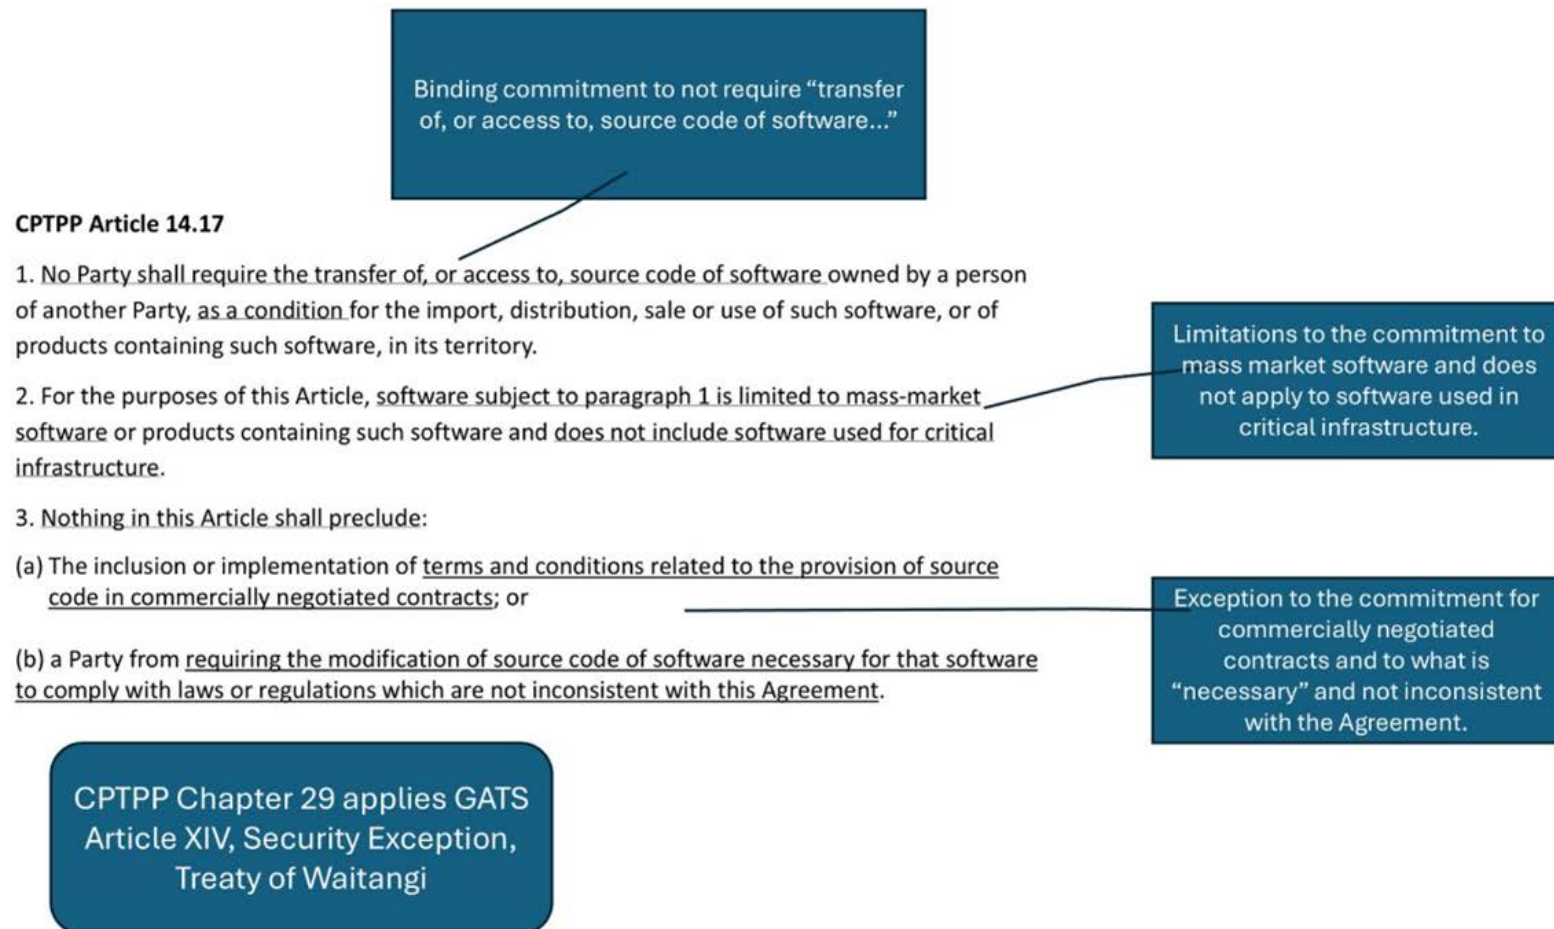 Binding commitment to not require “transfer
of, or access to, source code of software...”
CPTPP Article 14.17
1. No Party shall require the transfer of, or access to, source code of software owned by a person
of another Party, as a condition for the import, distribution, sale or use of such software, or of
products containing such software, in its territory.
Limitations to the commitment to
mass market software and does
not apply to software used in
critical infrastructure.
2. For the purposes of this Article, software subject to paragraph 1 is limited to mass-market
software or products containing such software and does not include software used for critical
infrastructure.
3. Nothing in this Article shall preclude:
(a) The inclusion or implementation of terms and conditions related to the provision of source
code in commercially negotiated contracts; or
Exception to the commitment for
commercially negotiated
contracts and to what is
“necessary” and not inconsistent
with the Agreement.
(b) a Party from requiring the modification of source code of software necessary for that software
to comply with laws or regulations which are not inconsistent with this Agreement.
CPTPP Chapter 29 applies GATS
Article XIV, Security Exception,
Treaty of Waitangi